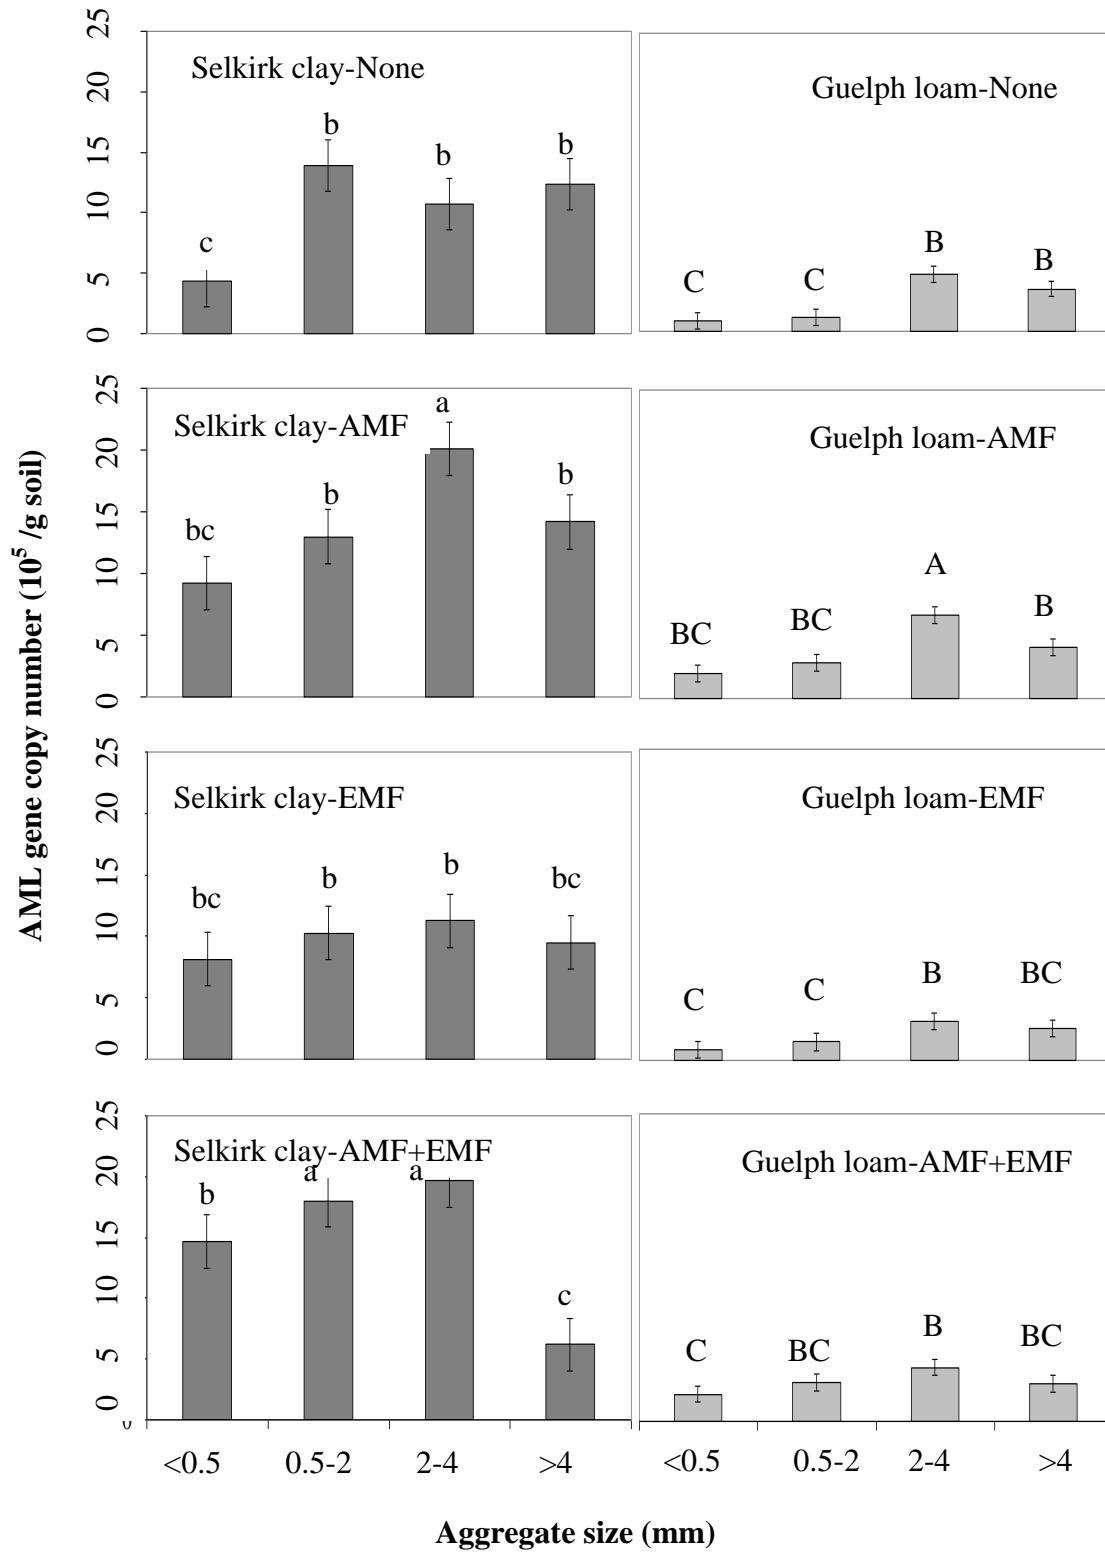 AML gene copy number (10⁵ /g soil)
Selkirk clay-None
25
20
15
10
5
0
c
b
b
b
Guelph loam-None
C
C
B
B
Selkirk clay-AMF
25
20
15
10
5
0
bc
b
a
b
Guelph loam-AMF
BC
BC
A
B
Selkirk clay-EMF
25
20
15
10
5
0
bc
b
b
bc
Guelph loam-EMF
C
C
B
BC
Selkirk clay-AMF+EMF
25
20
15
10
5
0
0
b
a
a
c
Guelph loam-AMF+EMF
C
BC
B
BC
<0.5 0.5-2 2-4 >4
<0.5 0.5-2 2-4 >4
Aggregate size (mm)